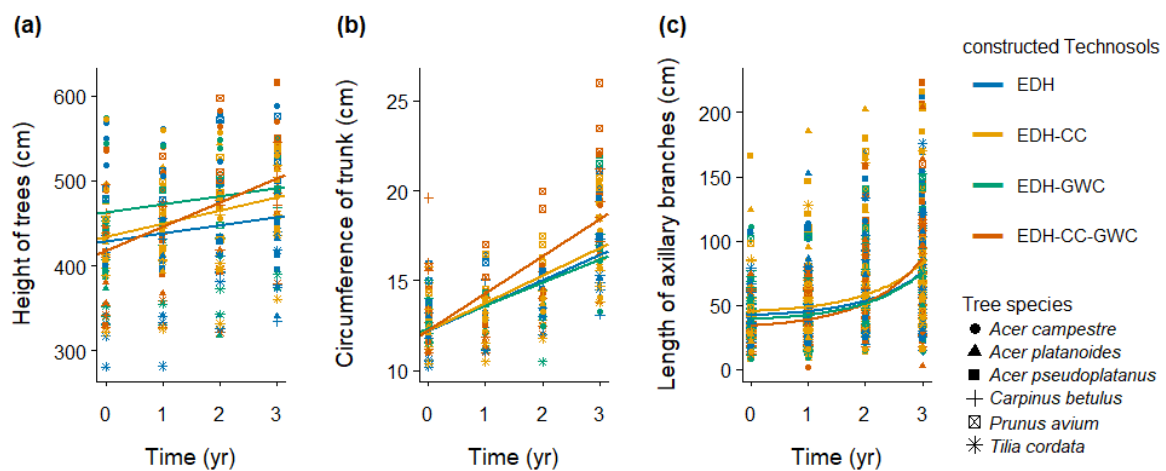 (a)
Height of trees (cm)
600
500
400
300
0 1 2 3
Time (yr)
(b)
Circumference of trunk (cm)
25
20
15
10
0 1 2 3
Time (yr)
(c)
Length of axillary branches (cm)
200
150
100
50
0
0 1 2 3
Time (yr)
constructed Technosols
EDH
EDH-CC
EDH-GWC
EDH-CC-GWC
Tree species
Acer campestre
Acer platanoides
Acer pseudoplatanus
Carpinus betulus
Prunus avium
Tilia cordata